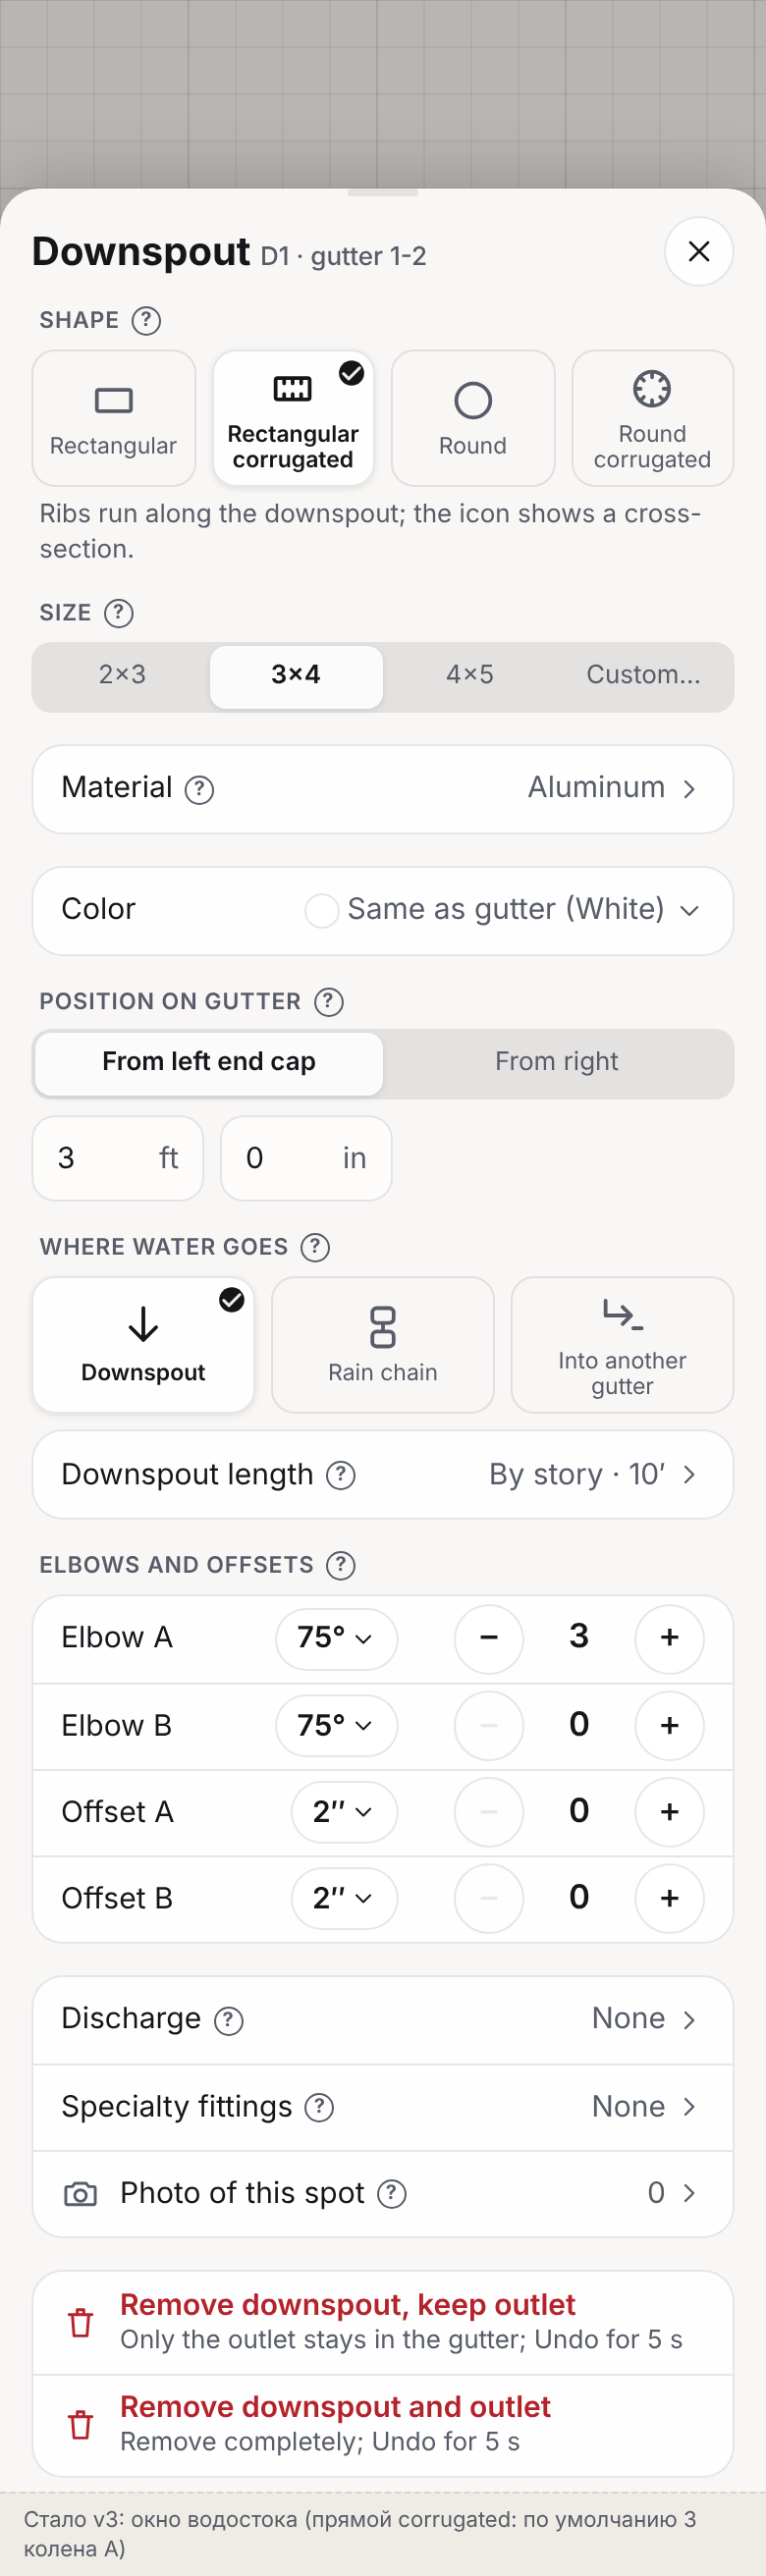 Downspout D1 · gutter 1-2
SHAPE ?
Rectangular
Rectangular
corrugated
Round
Round
corrugated
Ribs run along the downspout; the icon shows a cross-
section.
SIZE ?
2×3 3×4 4×5 Custom...
Material ? Aluminum
Color Same as gutter (White)
POSITION ON GUTTER ?
From left end cap From right
3 ft 0 in
WHERE WATER GOES ?
Downspout
Rain chain
Into another
gutter
Downspout length ? By story · 10′
ELBOWS AND OFFSETS ?
Elbow A 75° − 3 +
Elbow B 75° − 0 +
Offset A 2″ − 0 +
Offset B 2″ − 0 +
Discharge ? None
Specialty fittings ? None
Photo of this spot ? 0
Remove downspout, keep outlet
Only the outlet stays in the gutter; Undo for 5 s
Remove downspout and outlet
Remove completely; Undo for 5 s
Стало v3: окно водостока (прямой corrugated: по умолчанию 3
колена A)